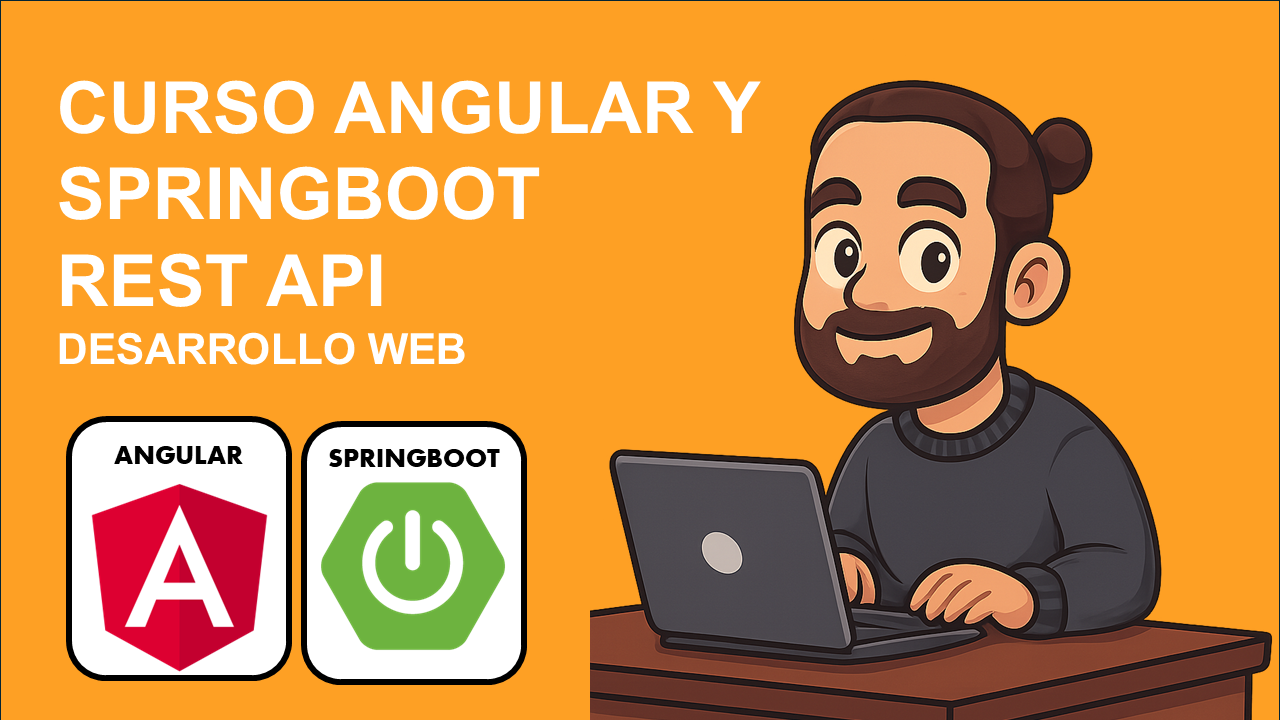 CURSO ANGULAR Y
SPRINGBOOT
REST API
DESARROLLO WEB
ANGULAR
SPRINGBOOT
A